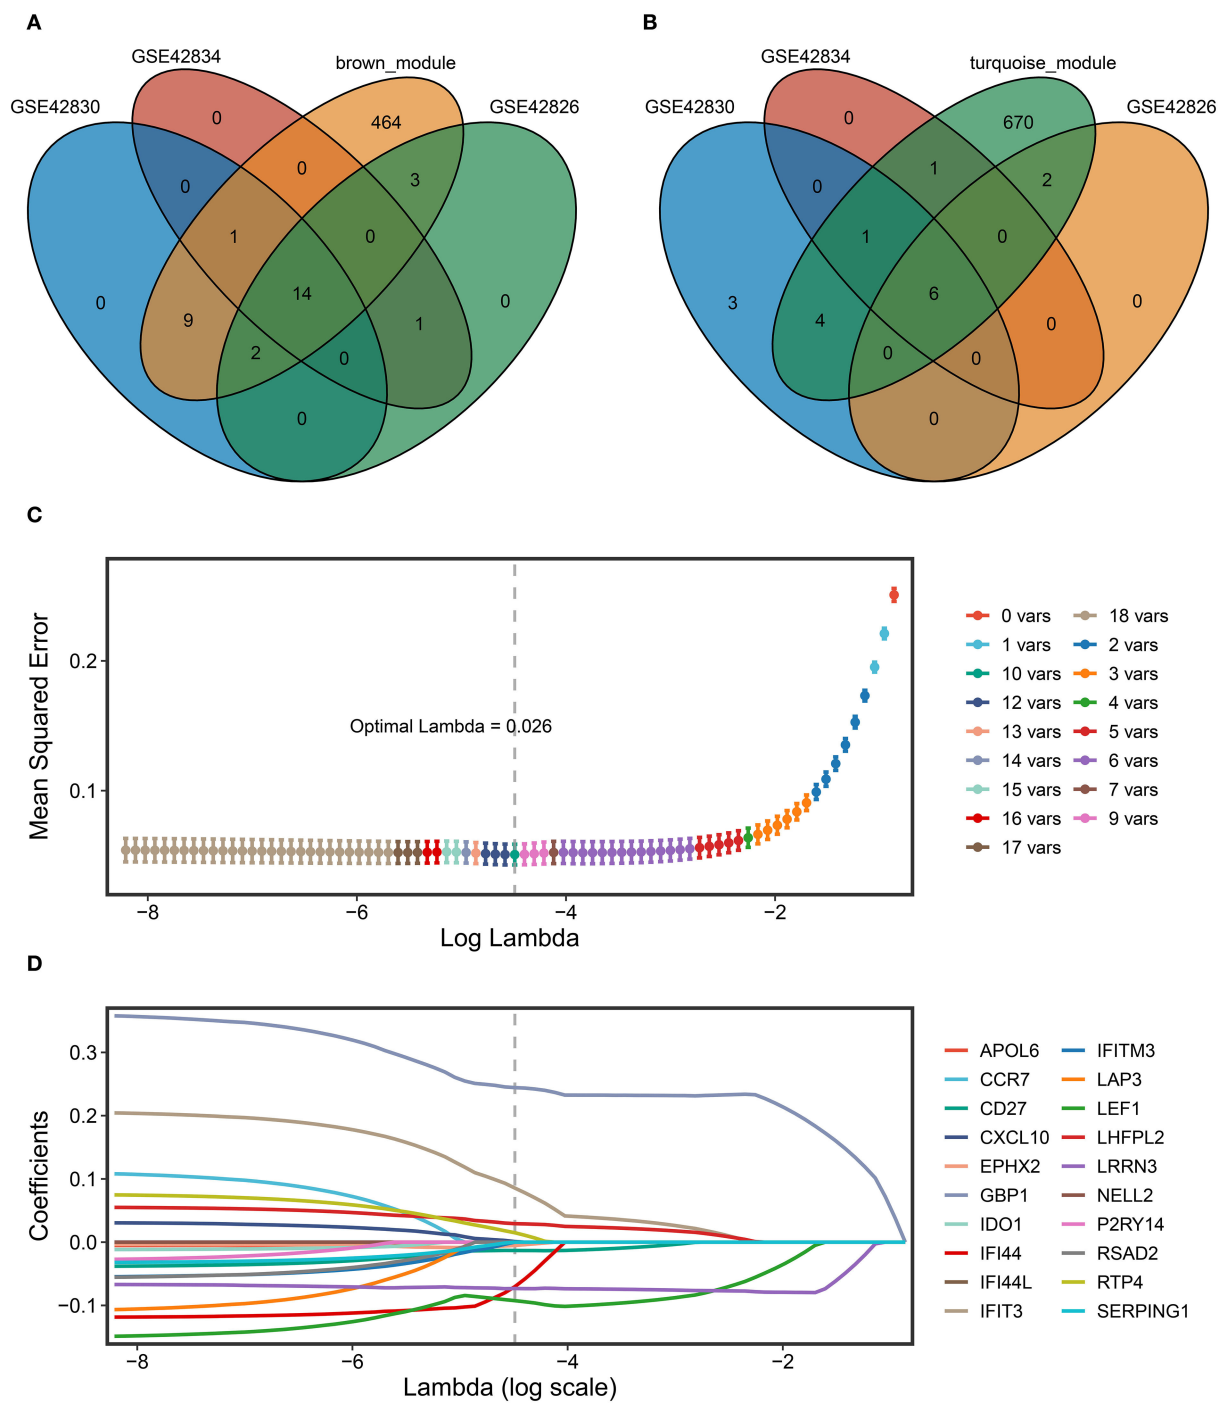 A
B
GSE42834
brown_module
GSE42830
GSE42826
0
464
0
0
3
1
0
0
14
0
9
1
2
0
0
GSE42834
turquoise_module
GSE42830
GSE42826
0
670
1
0
2
1
0
3
6
0
4
0
0
0
0
C
Mean Squared Error
0.2
0.1
Optimal Lambda = 0.026
−8
−6
−4
−2
Log Lambda
0 vars
18 vars
1 vars
2 vars
10 vars
3 vars
12 vars
4 vars
13 vars
5 vars
14 vars
6 vars
15 vars
7 vars
16 vars
9 vars
17 vars
D
Coefficients
0.3
0.2
0.1
0.0
−0.1
−8
−6
−4
−2
Lambda (log scale)
APOL6
IFITM3
CCR7
LAP3
CD27
LEF1
CXCL10
LHFPL2
EPHX2
LRRN3
GBP1
NELL2
IDO1
P2RY14
IFI44
RSAD2
IFI44L
RTP4
IFIT3
SERPING1